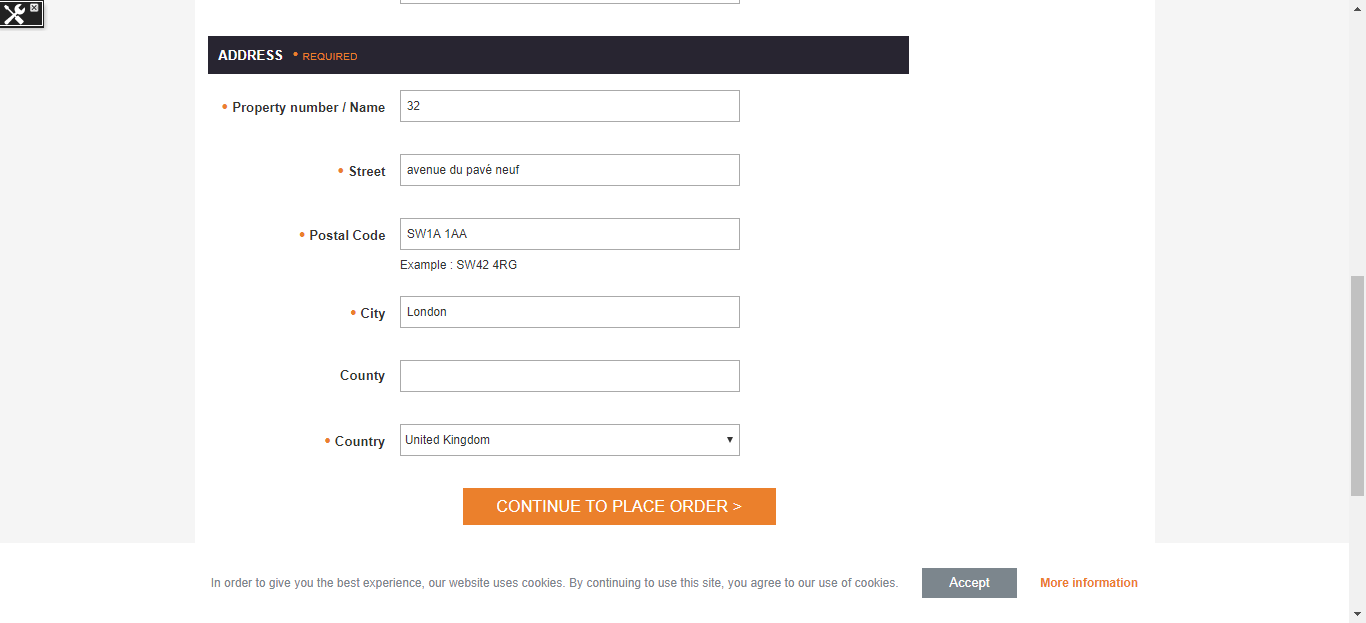 ADDRESS • REQUIRED
• Property number / Name 32
• Street avenue du pavé neuf
• Postal Code SW1A 1AA
Example : SW42 4RG
• City London
County
• Country United Kingdom
CONTINUE TO PLACE ORDER >
In order to give you the best experience, our website uses cookies. By continuing to use this site, you agree to our use of cookies. Accept More information